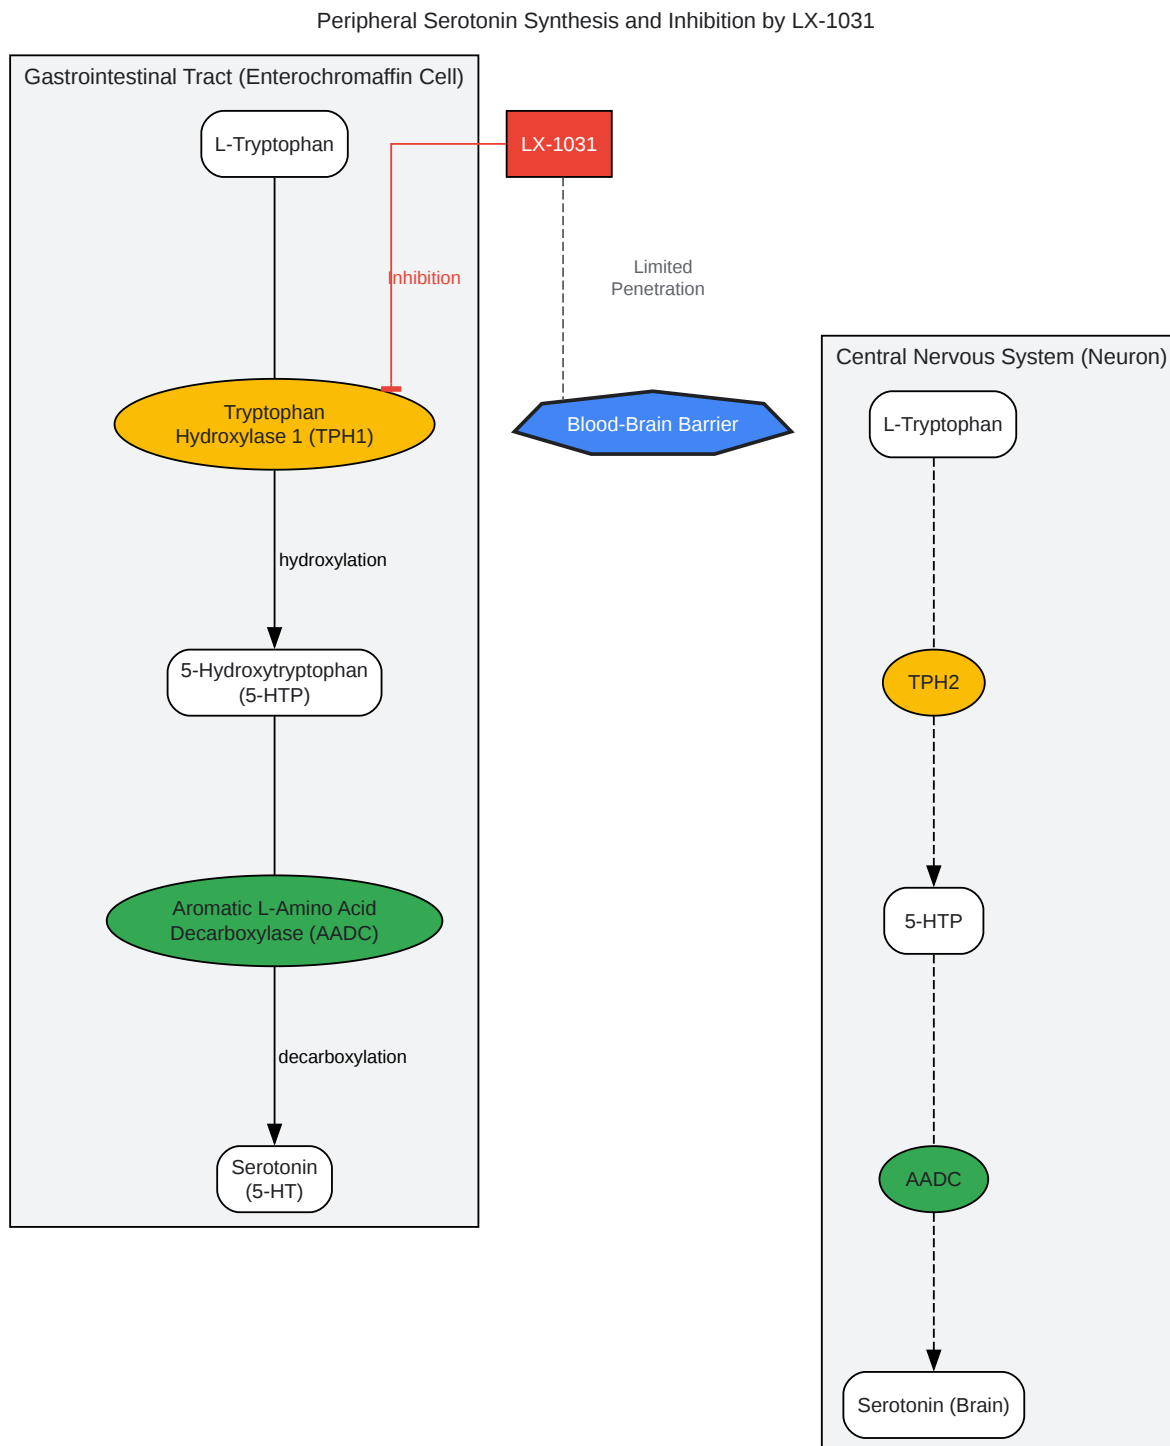 Peripheral Serotonin Synthesis and Inhibition by LX-1031
Gastrointestinal Tract (Enterochromaffin Cell)
L-Tryptophan
LX-1031
Inhibition
Limited
Penetration
Tryptophan
Hydroxylase 1 (TPH1)
Blood-Brain Barrier
hydroxylation
5-Hydroxytryptophan
(5-HTP)
Aromatic L-Amino Acid
Decarboxylase (AADC)
decarboxylation
Serotonin
(5-HT)
Central Nervous System (Neuron)
L-Tryptophan
TPH2
5-HTP
AADC
Serotonin (Brain)